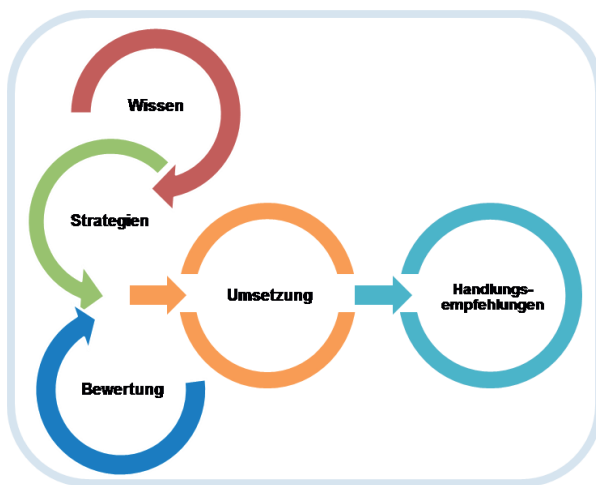 Wissen
Strategien
Umsetzung
Handlungs-
empfehlungen
Bewertung